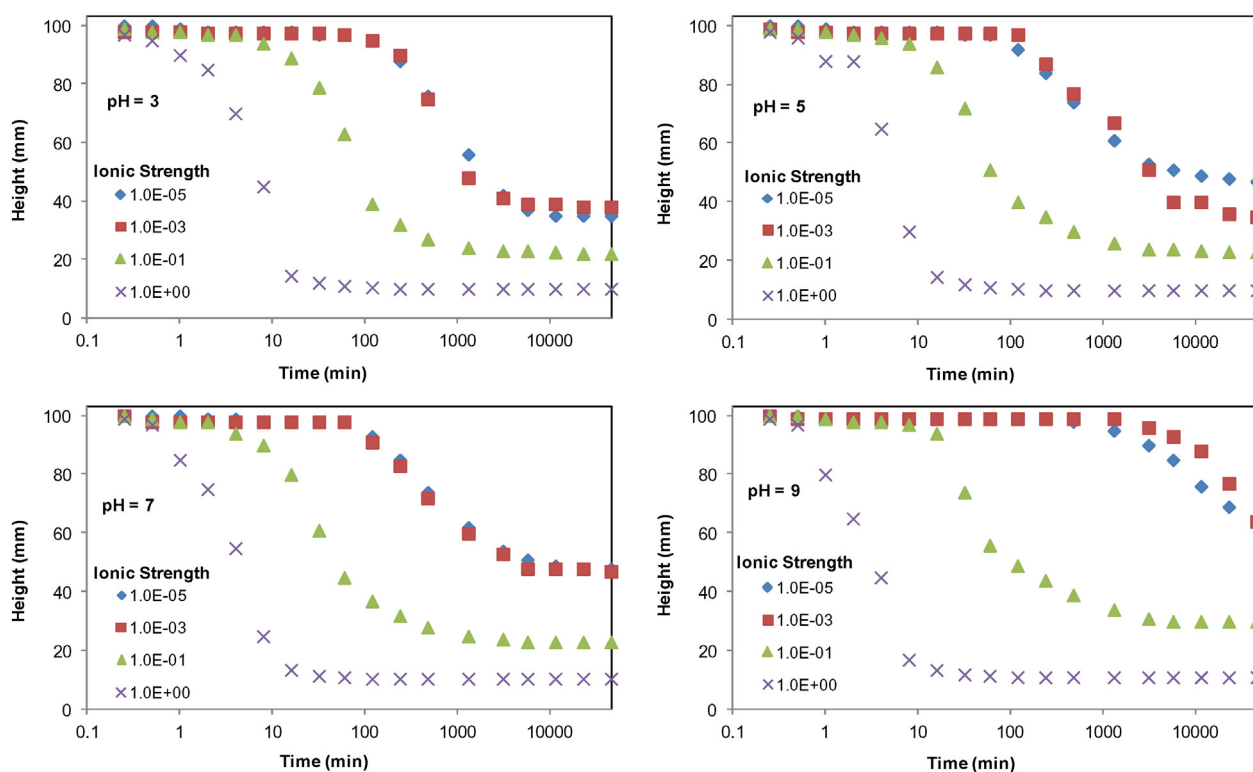 Height (mm)
100
80
60
40
20
0
pH = 3
Ionic Strength
1.0E-05
1.0E-03
1.0E-01
1.0E+00
0.1 1 10 100 1000 10000
Time (min)
Height (mm)
100
80
60
40
20
0
pH = 5
Ionic Strength
1.0E-05
1.0E-03
1.0E-01
1.0E+00
0.1 1 10 100 1000 10000
Time (min)
Height (mm)
100
80
60
40
20
0
pH = 7
Ionic Strength
1.0E-05
1.0E-03
1.0E-01
1.0E+00
0.1 1 10 100 1000 10000
Time (min)
Height (mm)
100
80
60
40
20
0
pH = 9
Ionic Strength
1.0E-05
1.0E-03
1.0E-01
1.0E+00
0.1 1 10 100 1000 10000
Time (min)